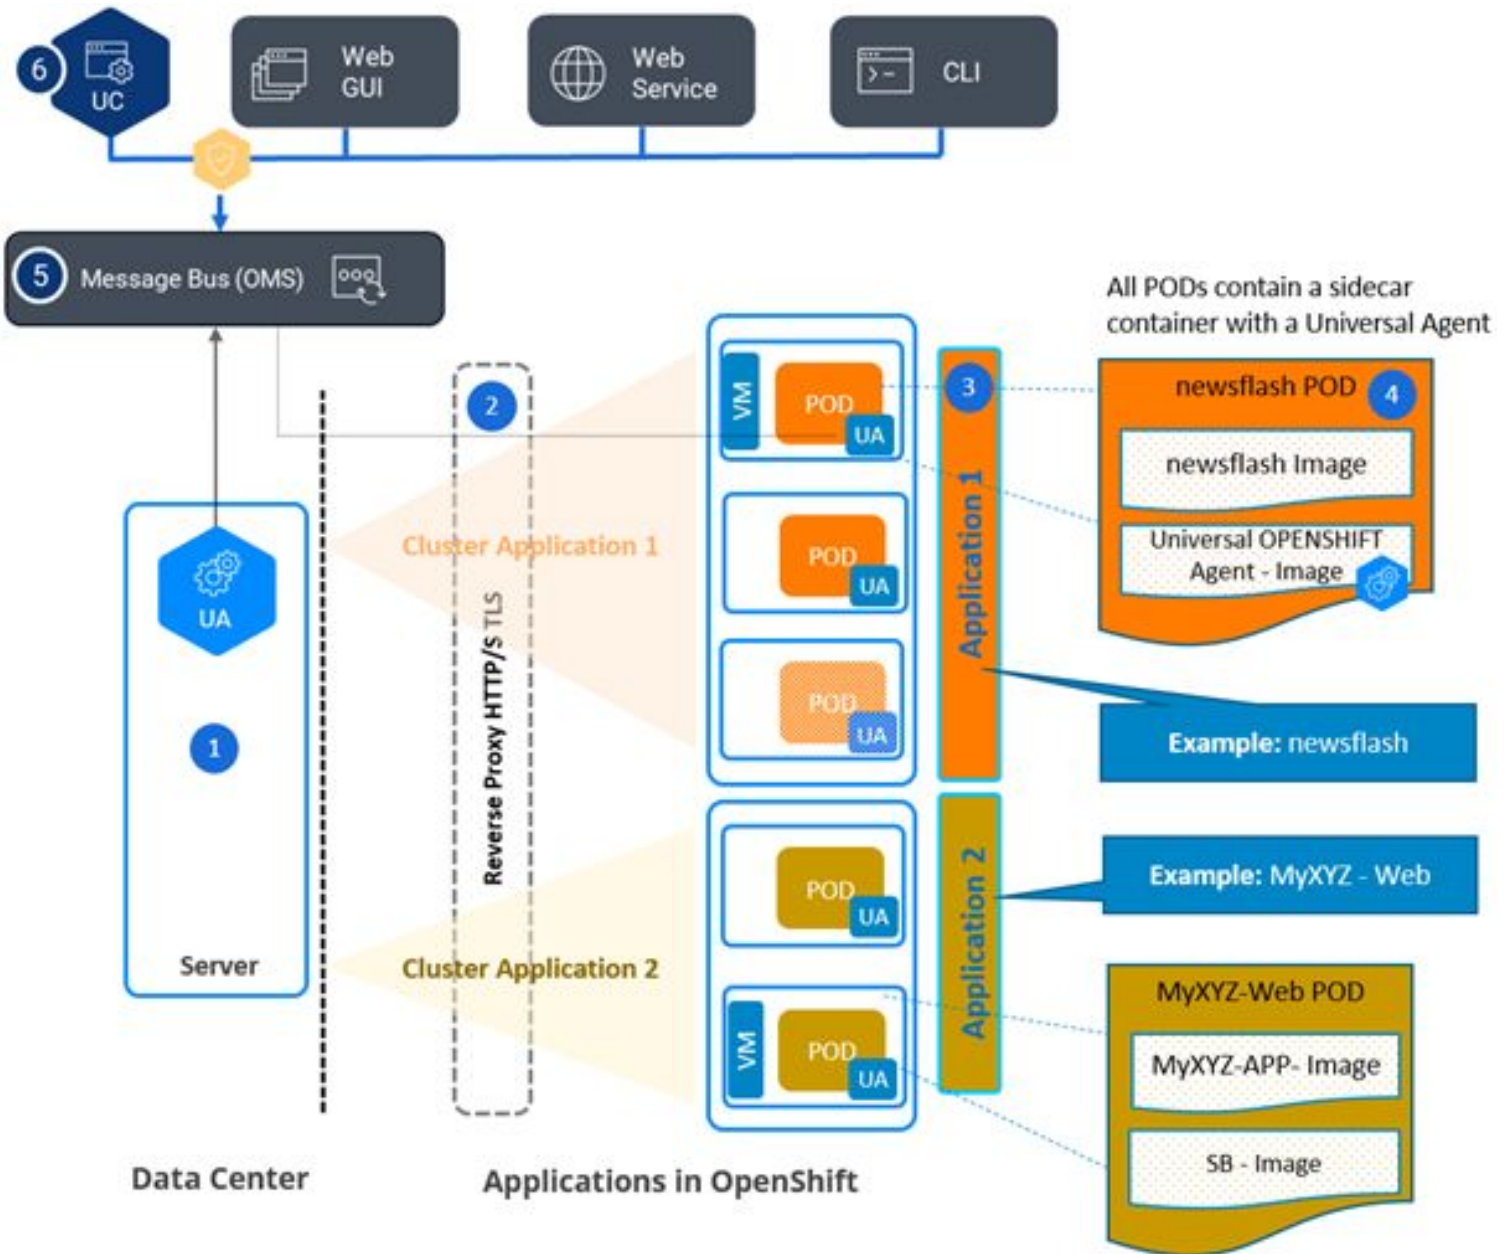 6
UC
Web
GUI
Web
Service
CLI
5
Message Bus (OMS)
All PODs contain a sidecar
container with a Universal Agent
2
VM
POD
UA
3
newsflash POD
4
newsflash Image
Universal OPENSHIFT
Agent - Image
Cluster Application 1
POD
UA
Application 1
UA
Reverse Proxy HTTP/S TLS
POD
UA
1
Example: newsflash
POD
UA
Example: MyXYZ - Web
Application 2
Server
Cluster Application 2
VM
POD
UA
MyXYZ-Web POD
MyXYZ-APP- Image
SB - Image
Data Center
Applications in OpenShift